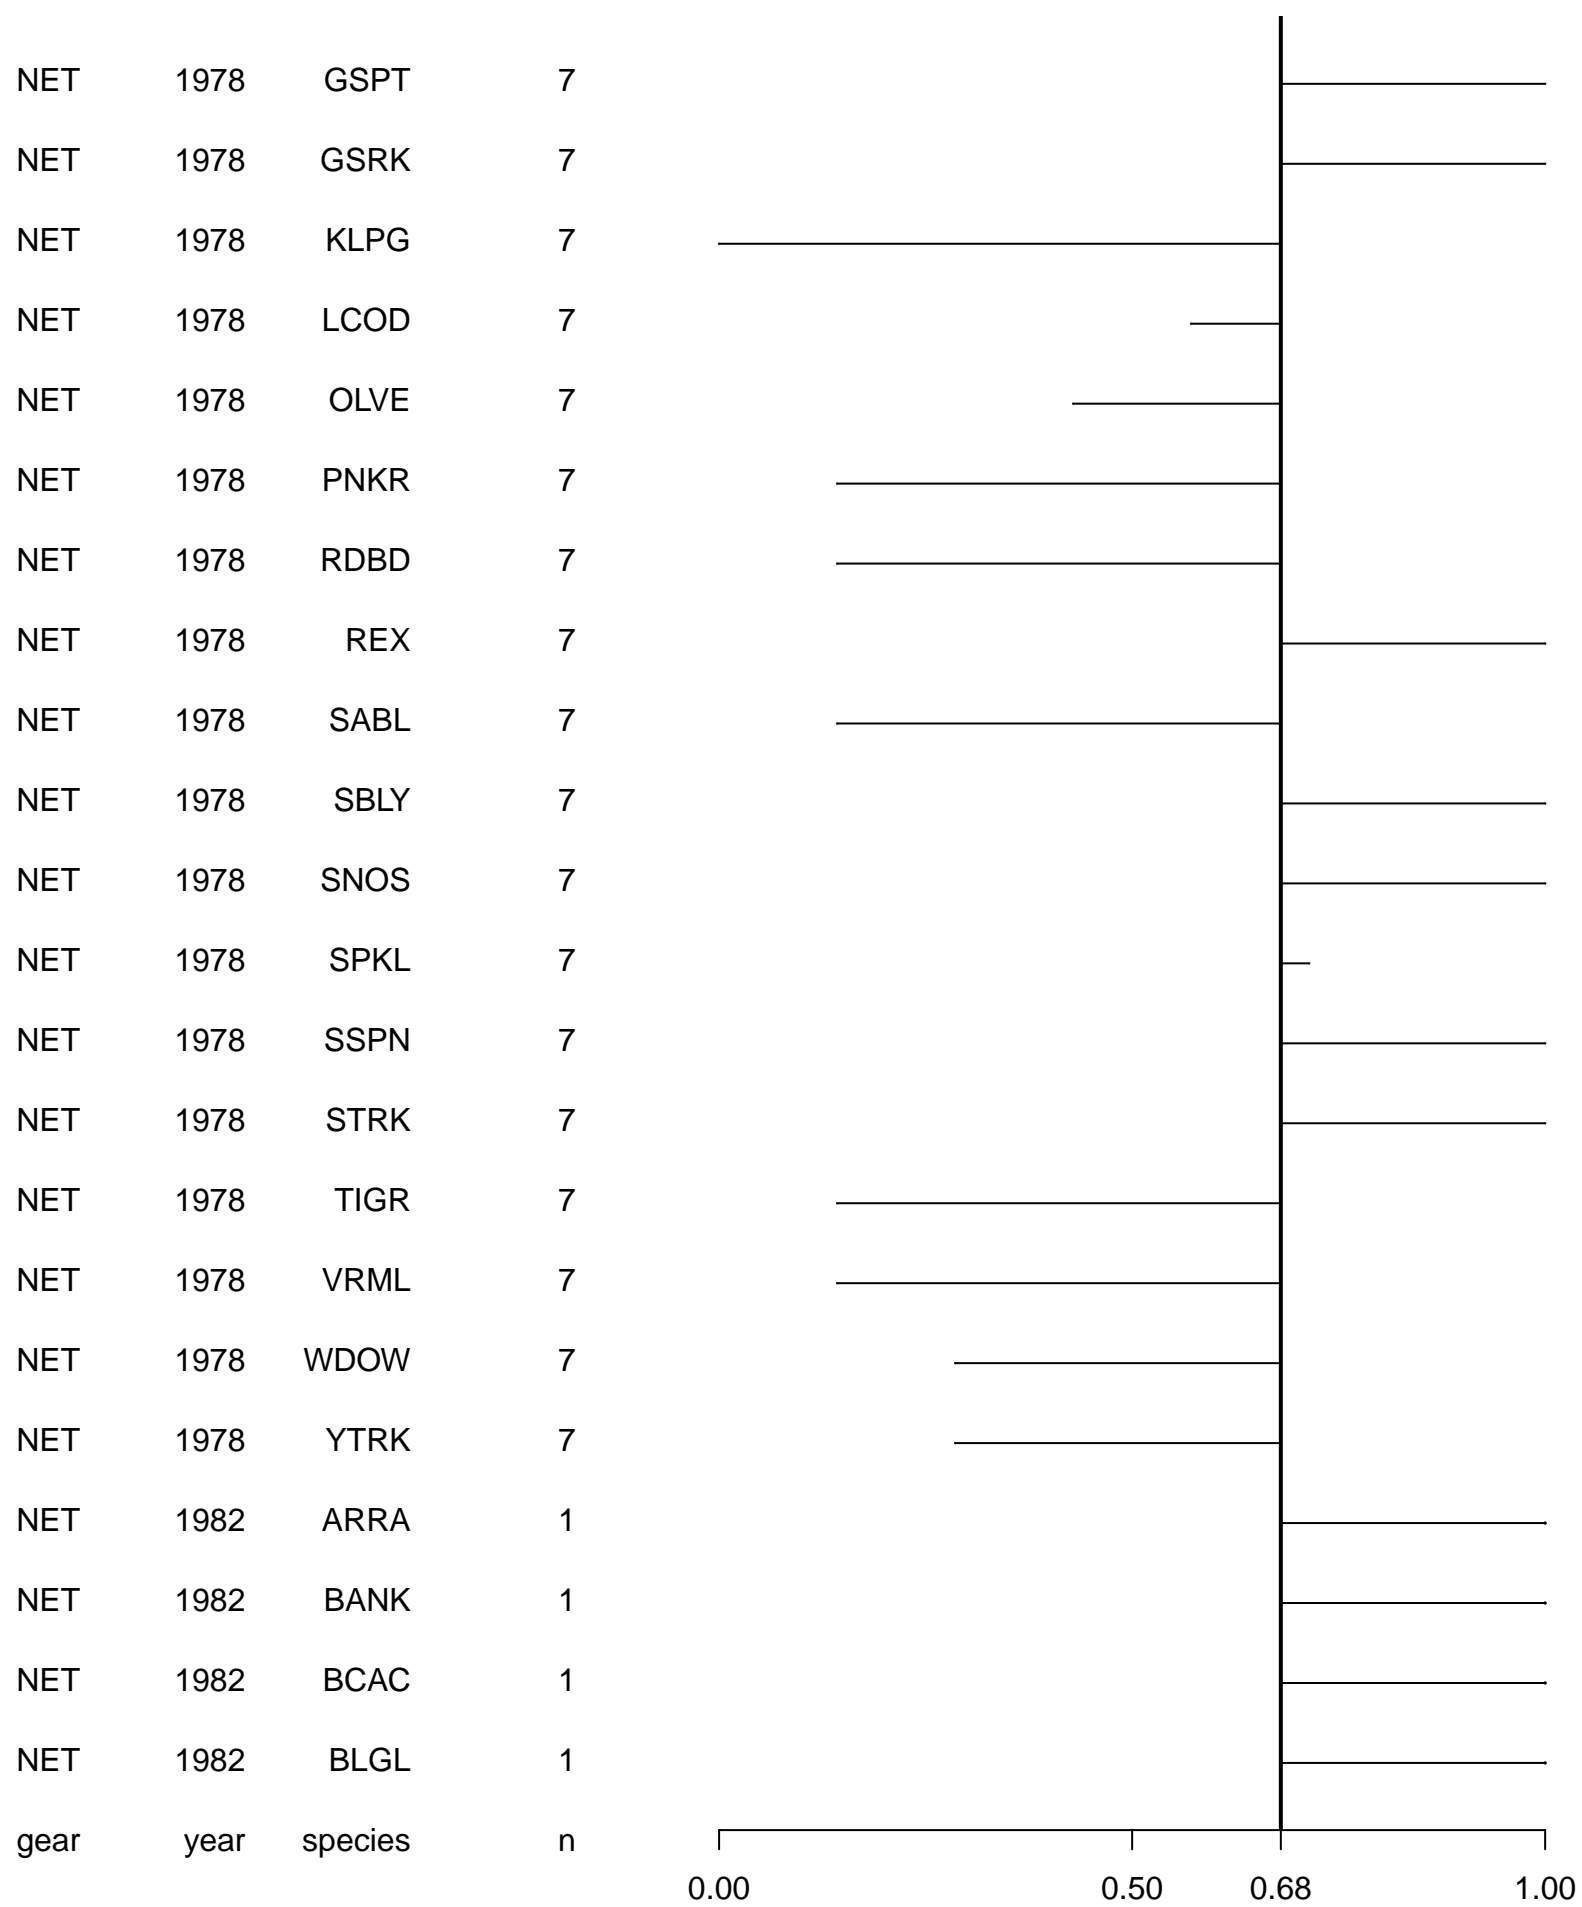 NET 1978 GSPT 7
NET 1978 GSRK 7
NET 1978 KLPG 7
NET 1978 LCOD 7
NET 1978 OLVE 7
NET 1978 PNKR 7
NET 1978 RDBD 7
NET 1978 REX 7
NET 1978 SABL 7
NET 1978 SBLY 7
NET 1978 SNOS 7
NET 1978 SPKL 7
NET 1978 SSPN 7
NET 1978 STRK 7
NET 1978 TIGR 7
NET 1978 VRML 7
NET 1978 WDOW 7
NET 1978 YTRK 7
NET 1982 ARRA 1
NET 1982 BANK 1
NET 1982 BCAC 1
NET 1982 BLGL 1
gear year species n
0.00 0.50 0.68 1.00